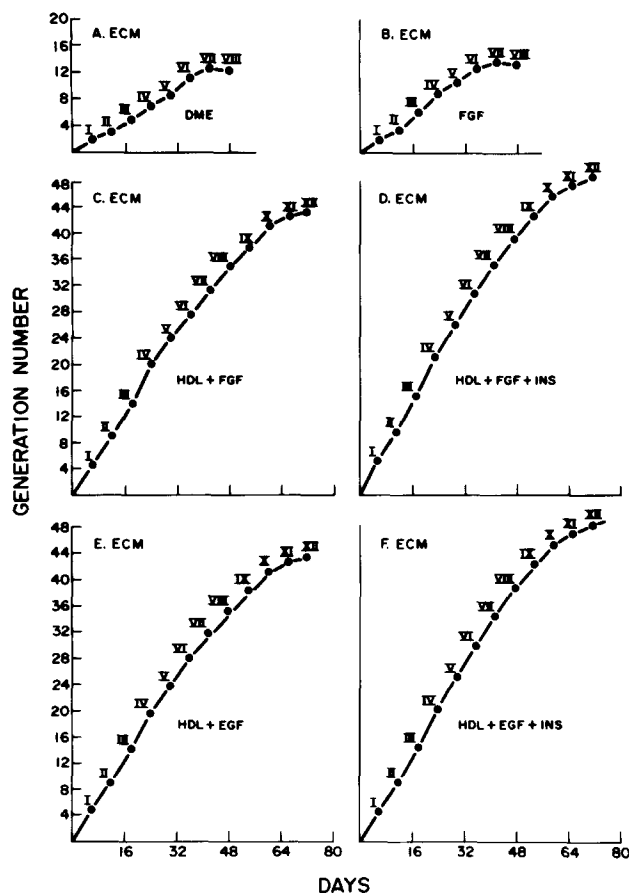 GENERATION NUMBER
A. ECM
20
16
12
8
4
I
II
III
IV
V
VI
VII
VIII
DME
B. ECM
I
II
III
IV
V
VI
VII
VIII
FGF
C. ECM
48
44
40
36
32
28
24
20
16
12
8
4
I
II
III
IV
V
VI
VII
VIII
IX
X
XI
XII
HDL + FGF
D. ECM
I
II
III
IV
V
VI
VII
VIII
IX
X
XI
XII
HDL + FGF + INS
E. ECM
48
44
40
36
32
28
24
20
16
12
8
4
I
II
III
IV
V
VI
VII
VIII
IX
X
XI
XII
HDL + EGF
16
32
48
64
80
F. ECM
I
II
III
IV
V
VI
VII
VIII
IX
X
XI
XII
HDL + EGF + INS
16
32
48
64
80
DAYS